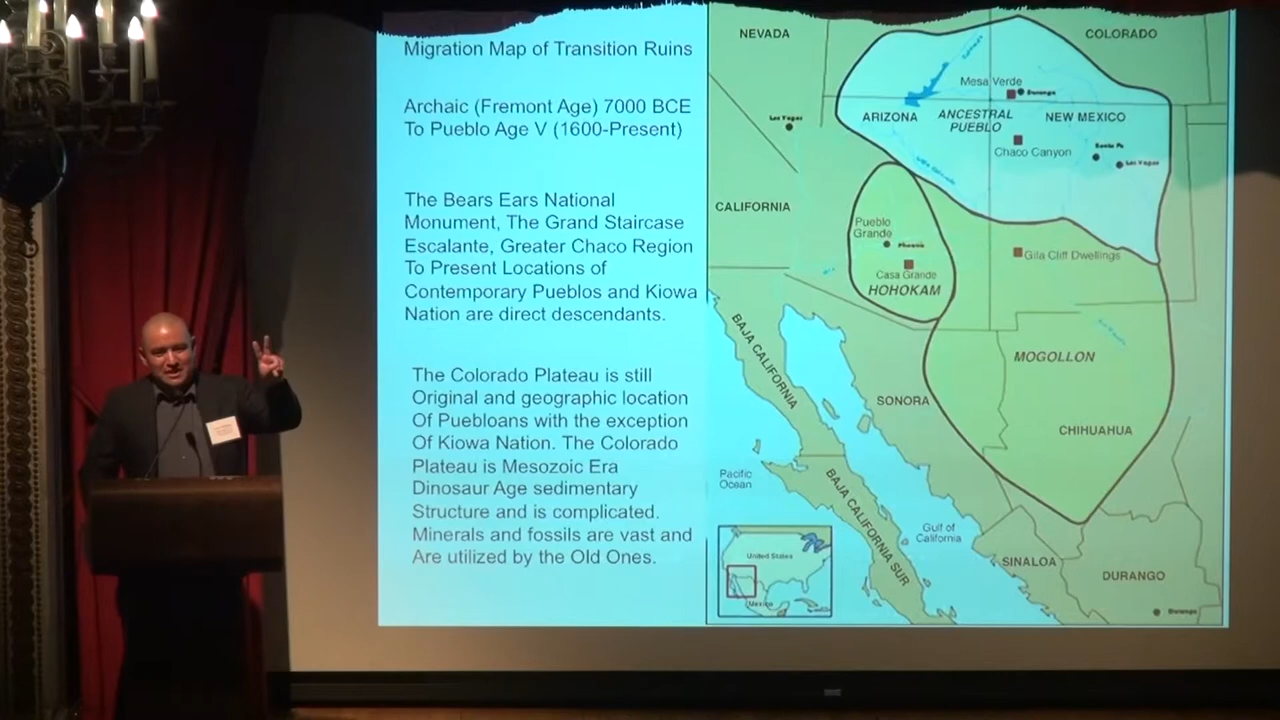 Migration Map of Transition Ruins
Archaic (Fremont Age) 7000 BCE
To Pueblo Age V (1600-Present)
The Bears Ears National
Monument, The Grand Staircase
Escalante, Greater Chaco Region
To Present Locations of
Contemporary Pueblos and Kiowa
Nation are direct descendants.
The Colorado Plateau is still
Original and geographic location
Of Puebloans with the exception
Of Kiowa Nation. The Colorado
Plateau is Mesozoic Era
Dinosaur Age sedimentary
Structure and is complicated.
Minerals and fossils are vast and
Are utilized by the Old Ones.
NEVADA
COLORADO
Mesa Verde
Durango
Las Vegas
ARIZONA
ANCESTRAL
PUEBLO
NEW MEXICO
Chaco Canyon
Santa Fe
Las Vegas
CALIFORNIA
Pueblo
Grande
Phoenix
Casa Grande
HOHOKAM
Gila Cliff Dwellings
MOGOLLON
BAJA CALIFORNIA
SONORA
CHIHUAHUA
Pacific
Ocean
BAJA CALIFORNIA SUR
Gulf of
California
SINALOA
DURANGO
Durango
United States
Mexico